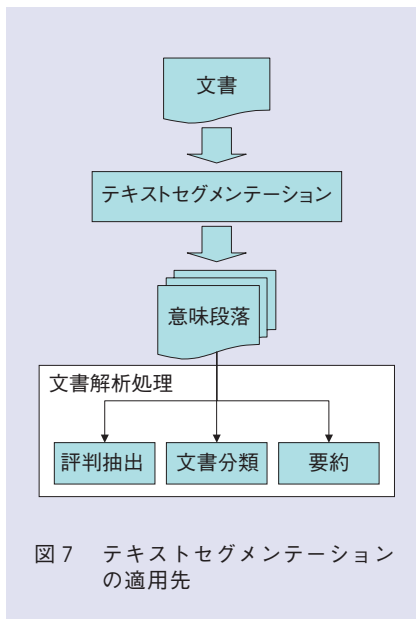 文書
テキストセグメンテーション
意味段落
文書解析処理
評判抽出
文書分類
要約
図7 テキストセグメンテーション
の適用先